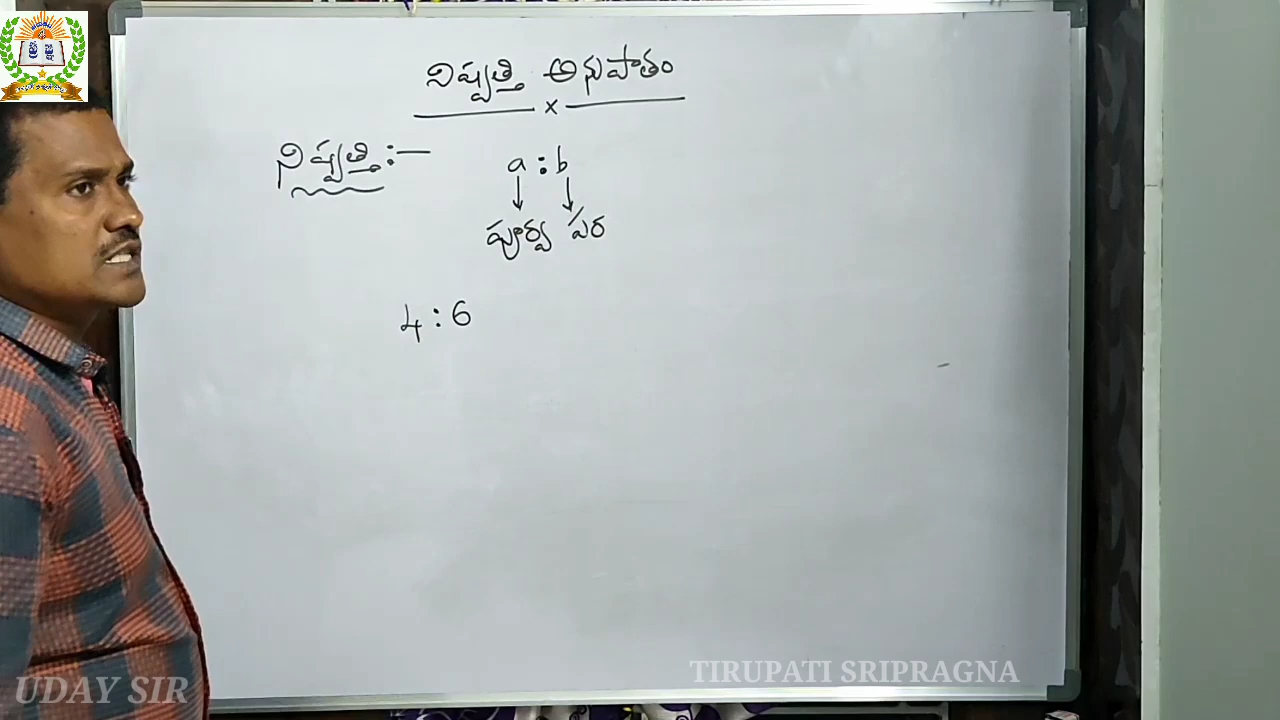 నిష్పత్తి అనుపాతం
x
నిష్పత్తి :-
a : b
పూర్వ పర
4 : 6
TIRUPATI SRIPRAGNA
UDAY SIR